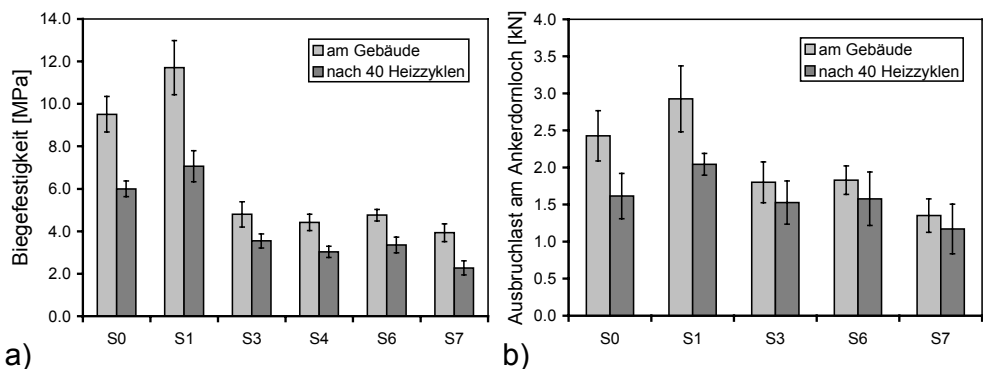 Biegefestigkeit [MPa]
14.0
12.0
10.0
8.0
6.0
4.0
2.0
0.0
am Gebäude
nach 40 Heizzyklen
S0 S1 S3 S4 S6 S7
a)
Ausbruchlast am Ankerdornloch [kN]
4.0
3.5
3.0
2.5
2.0
1.5
1.0
0.5
0.0
am Gebäude
nach 40 Heizzyklen
S0 S1 S3 S6 S7
b)